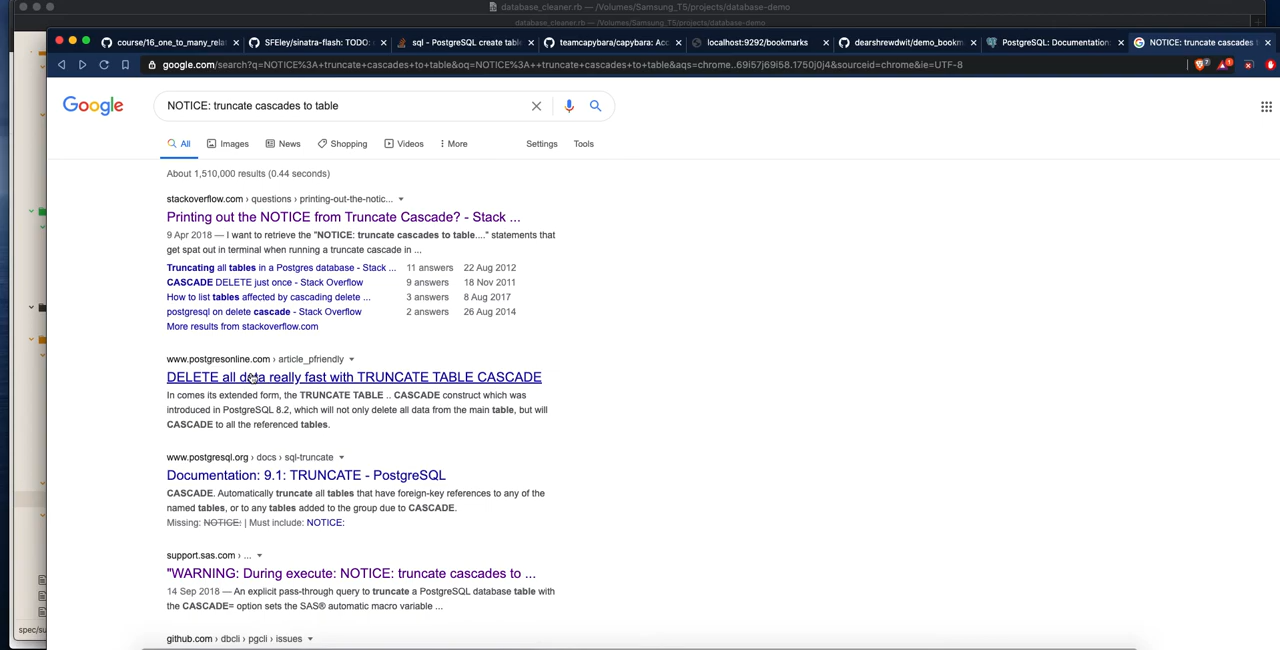 database_cleaner.rb — /Volumes/Samsung_T5/projects/database-demo
database_cleaner.rb — /Volumes/Samsung_T5/projects/database-demo
course/16_one_to_many_rela
SFEley/sinatra-flash: TODO:
sql - PostgreSQL create table
teamcapybara/capybara: Acc
localhost:9292/bookmarks
dearshrewdwit/demo_bookm
PostgreSQL: Documentation:
NOTICE: truncate cascades t
google.com/search?q=NOTICE%3A+truncate+cascades+to+table&oq=NOTICE%3A++truncate+cascades+to+table&aqs=chrome..69i57j69i58.1750j0j4&sourceid=chrome&ie=UTF-8
Google
NOTICE: truncate cascades to table
All Images News Shopping Videos More Settings Tools
About 1,510,000 results (0.44 seconds)
stackoverflow.com › questions › printing-out-the-notic...
Printing out the NOTICE from Truncate Cascade? - Stack ...
9 Apr 2018 — I want to retrieve the "NOTICE: truncate cascades to table...." statements that
get spat out in terminal when running a truncate cascade in ...
Truncating all tables in a Postgres database - Stack ... 11 answers 22 Aug 2012
CASCADE DELETE just once - Stack Overflow 9 answers 18 Nov 2011
How to list tables affected by cascading delete ... 3 answers 8 Aug 2017
postgresql on delete cascade - Stack Overflow 2 answers 26 Aug 2014
More results from stackoverflow.com
www.postgresonline.com › article_pfriendly
DELETE all data really fast with TRUNCATE TABLE CASCADE
In comes its extended form, the TRUNCATE TABLE .. CASCADE construct which was
introduced in PostgreSQL 8.2, which will not only delete all data from the main table, but will
CASCADE to all the referenced tables.
www.postgresql.org › docs › sql-truncate
Documentation: 9.1: TRUNCATE - PostgreSQL
CASCADE. Automatically truncate all tables that have foreign-key references to any of the
named tables, or to any tables added to the group due to CASCADE.
Missing: NOTICE: | Must include: NOTICE:
support.sas.com › ...
"WARNING: During execute: NOTICE: truncate cascades to ...
14 Sep 2018 — An explicit pass-through query to truncate a PostgreSQL database table with
the CASCADE= option sets the SAS® automatic macro variable ...
spec/su
github.com › dbcli › pgcli › issues